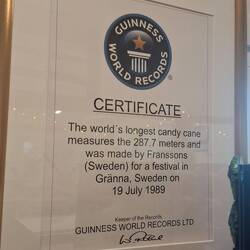 GUINNESS
WORLD RECORDS
CERTIFICATE
The world´s longest candy cane
measures the 287.7 meters and
was made by Franssons
(Sweden) for a festival in
Gränna, Sweden on
19 July 1989
Keeper of the Records
GUINNESS WORLD RECORDS LTD